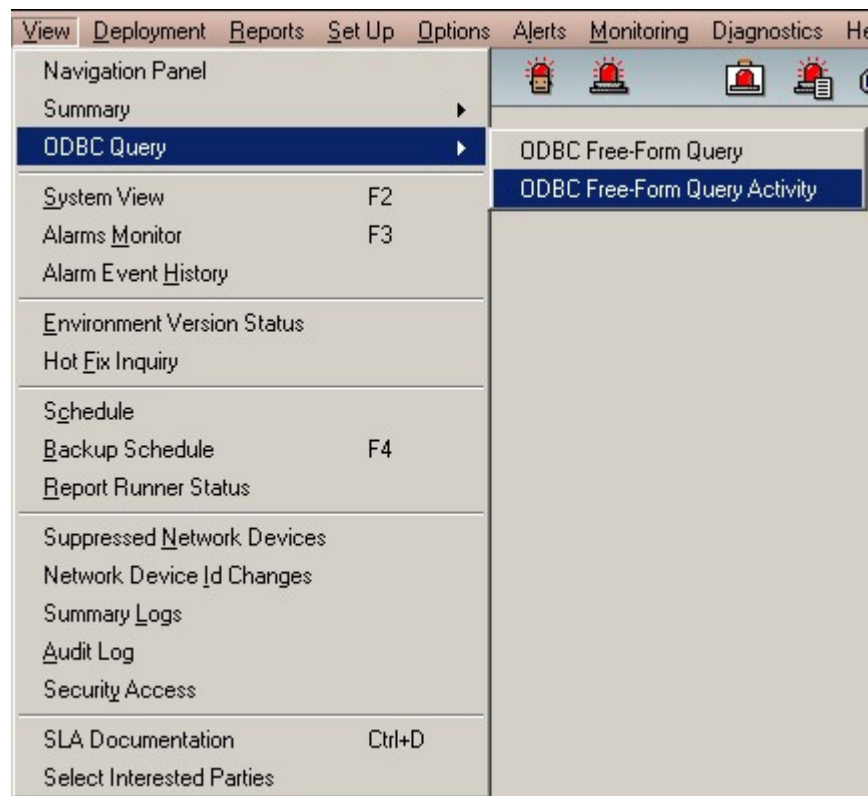 View Deployment Reports Set Up Options Alerts Monitoring Diagnostics
Navigation Panel
Summary
ODBC Query
ODBC Free-Form Query
ODBC Free-Form Query Activity
System View F2
Alarms Monitor F3
Alarm Event History
Environment Version Status
Hot Fix Inquiry
Schedule
Backup Schedule F4
Report Runner Status
Suppressed Network Devices
Network Device Id Changes
Summary Logs
Audit Log
Security Access
SLA Documentation Ctrl+D
Select Interested Parties